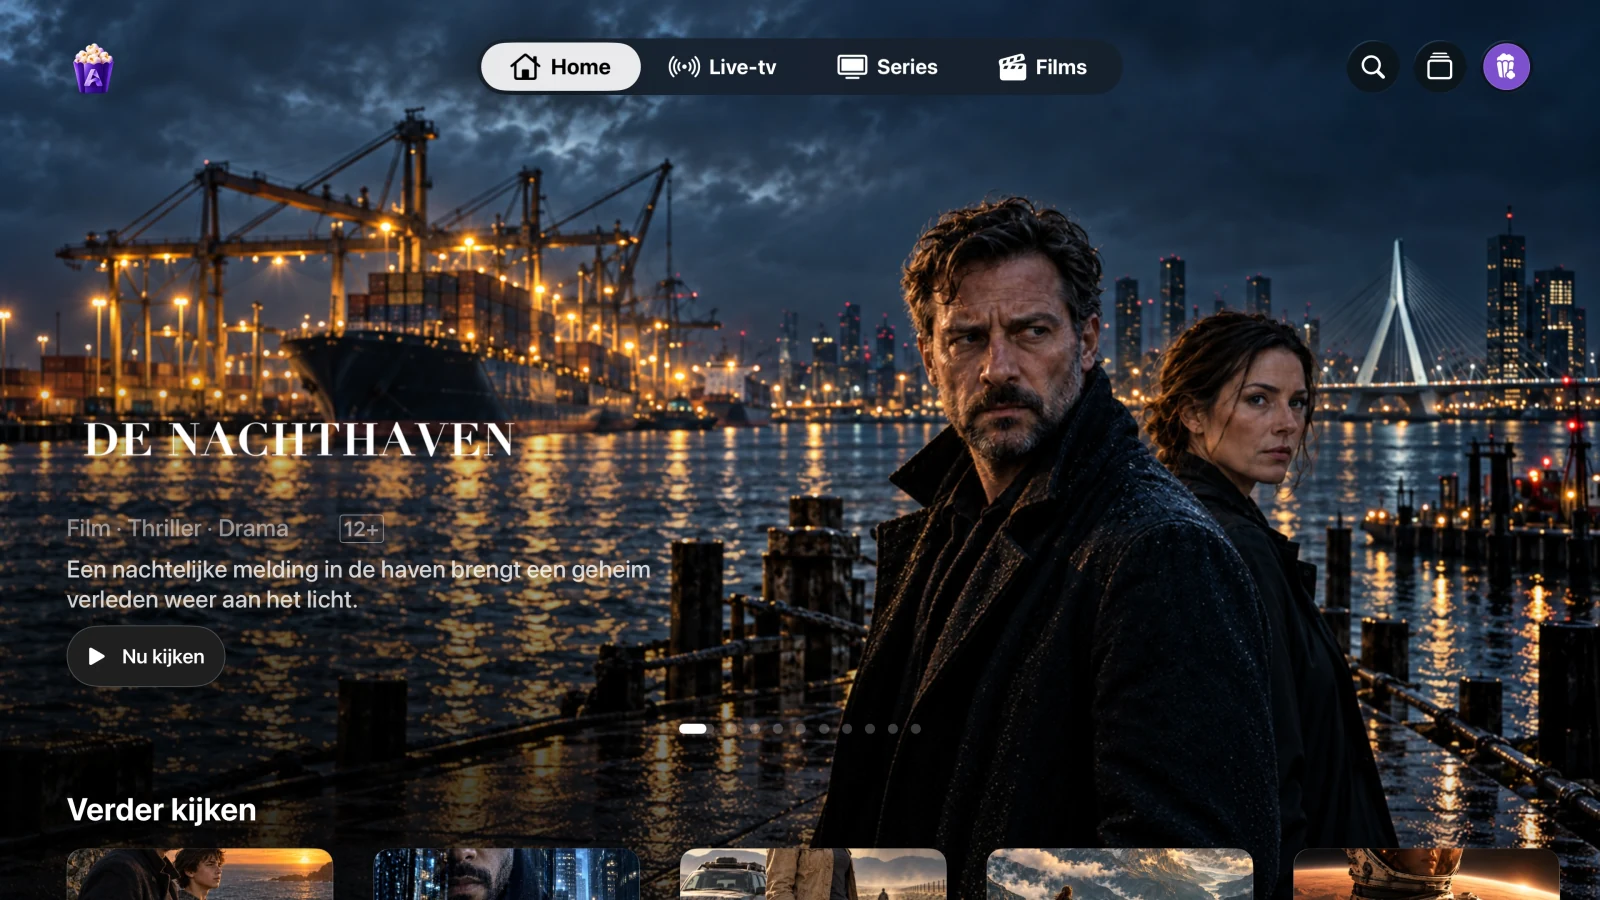 A
Home
Live-tv
Series
Films
DE NACHTHAVEN
Film · Thriller · Drama 12+
Een nachtelijke melding in de haven brengt een geheim
verleden weer aan het licht.
Nu kijken
Verder kijken